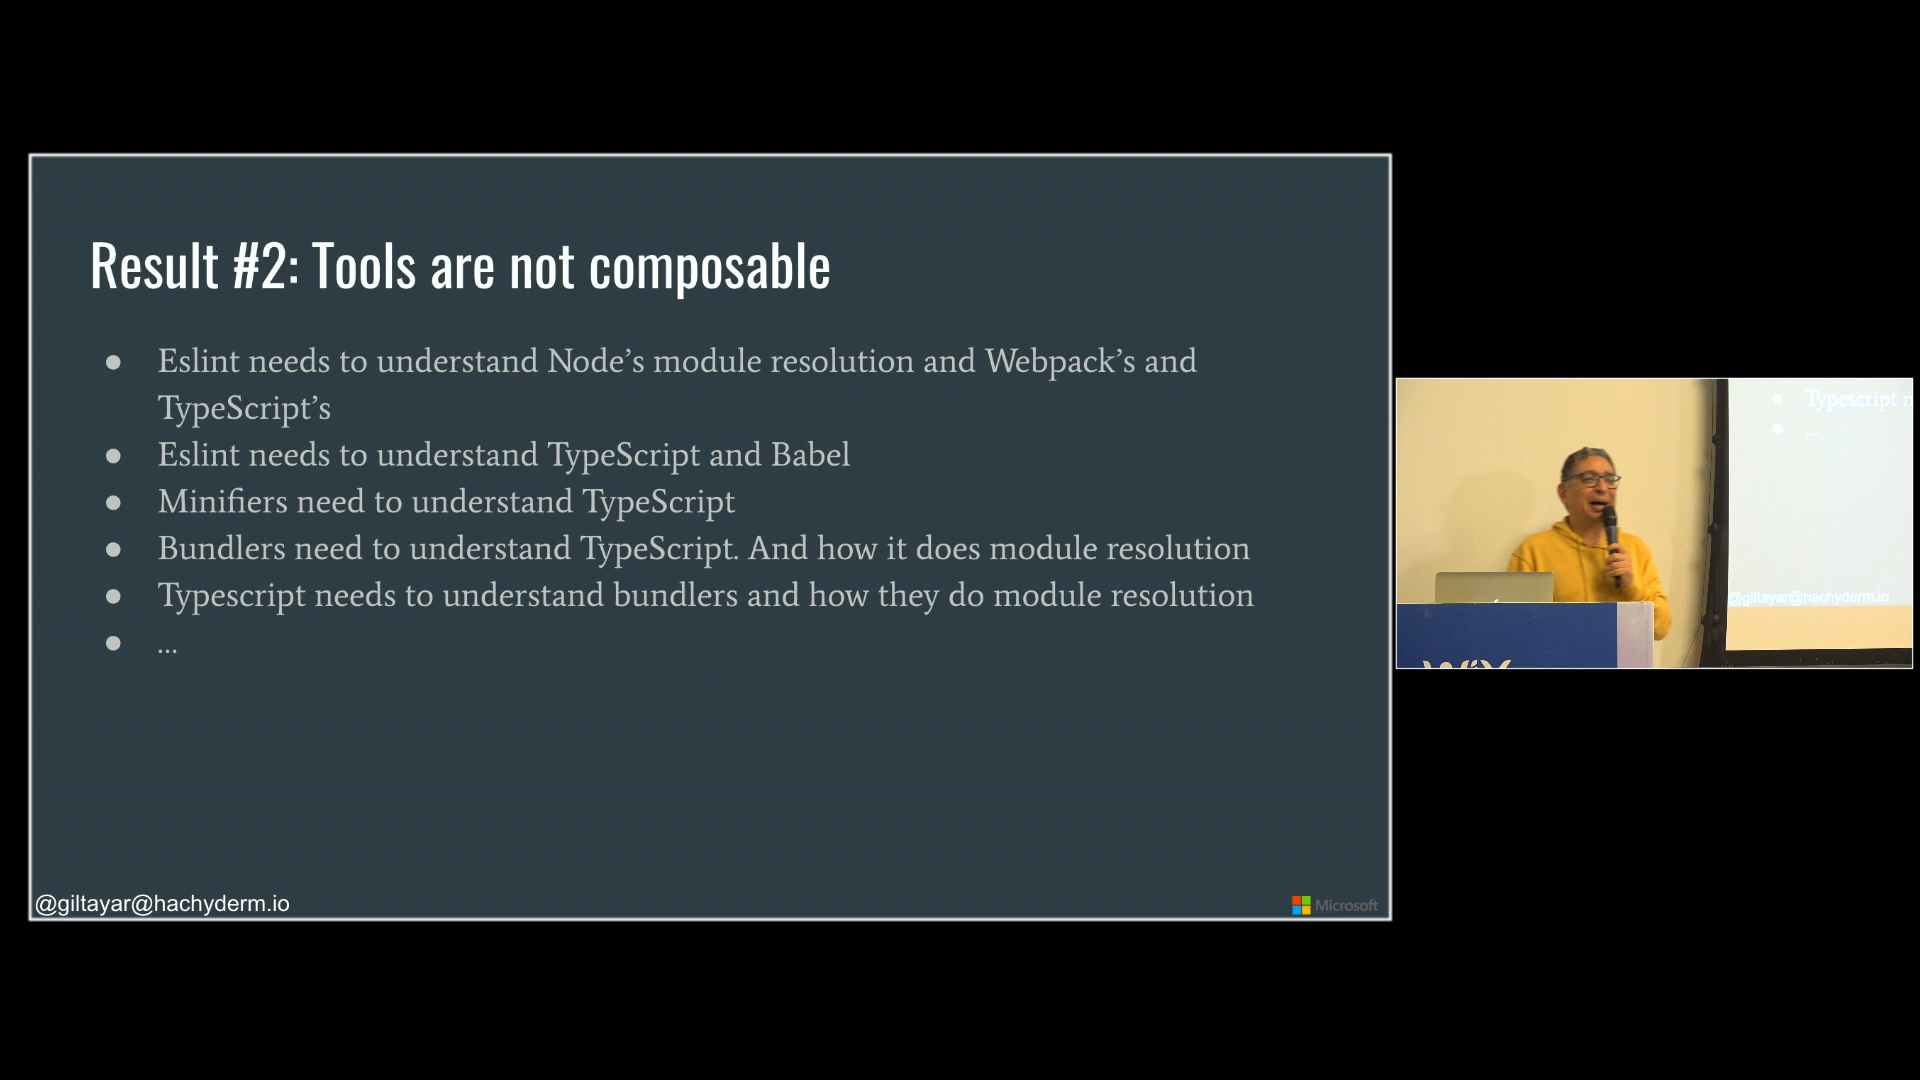 Result #2: Tools are not composable
● Eslint needs to understand Node’s module resolution and Webpack’s and
TypeScript’s
● Eslint needs to understand TypeScript and Babel
● Minifiers need to understand TypeScript
● Bundlers need to understand TypeScript. And how it does module resolution
● Typescript needs to understand bundlers and how they do module resolution
● ...
@giltayar@hachyderm.io
Microsoft
● Typescript
● ...
@giltayar@hachyderm.io
WiX